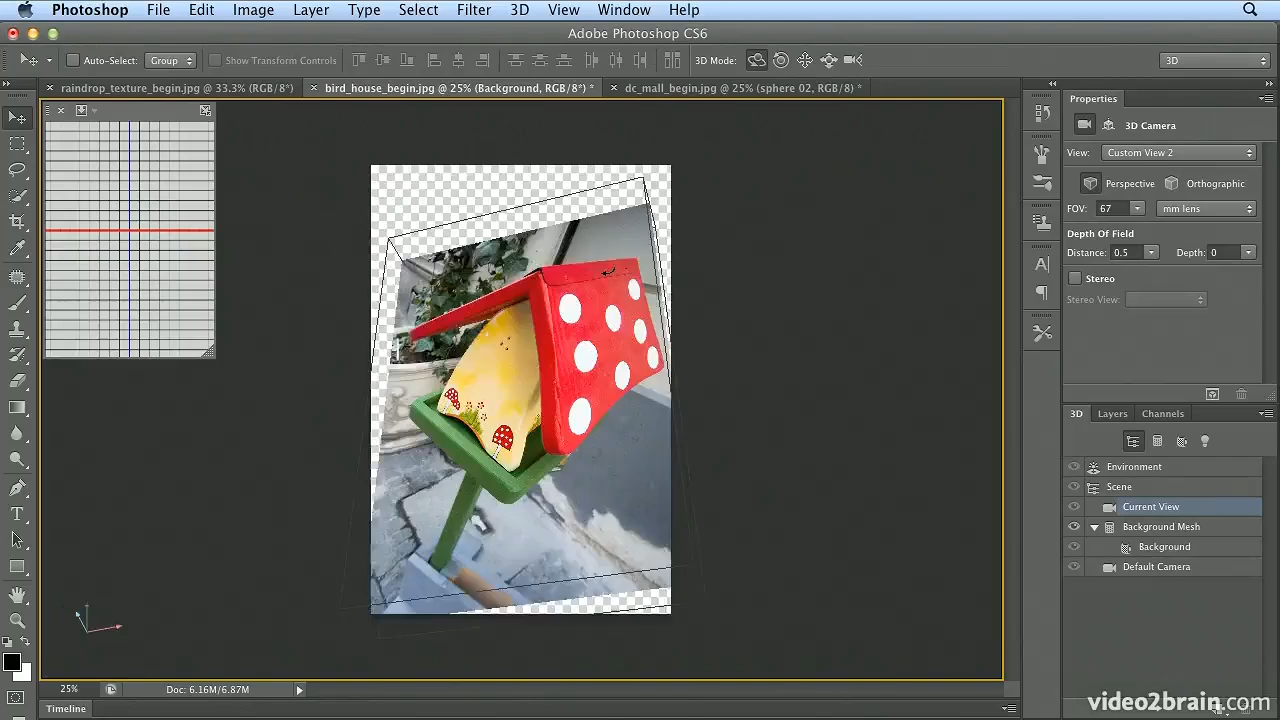 Photoshop File Edit Image Layer Type Select Filter 3D View Window Help
Adobe Photoshop CS6
Auto-Select: Group Show Transform Controls 3D Mode: 3D
raindrop_texture_begin.jpg @ 33.3% (RGB/8*) bird_house_begin.jpg @ 25% (Background, RGB/8*) * dc_mall_begin.jpg @ 25% (sphere 02, RGB/8) *
Properties
3D Camera
View: Custom View 2
Perspective Orthographic
FOV: 67 mm lens
Depth Of Field
Distance: 0.5 Depth: 0
Stereo
Stereo View:
3D Layers Channels
Environment
Scene
Current View
Background Mesh
Background
Default Camera
25% Doc: 6.16M/6.87M
Timeline
video2brain.com